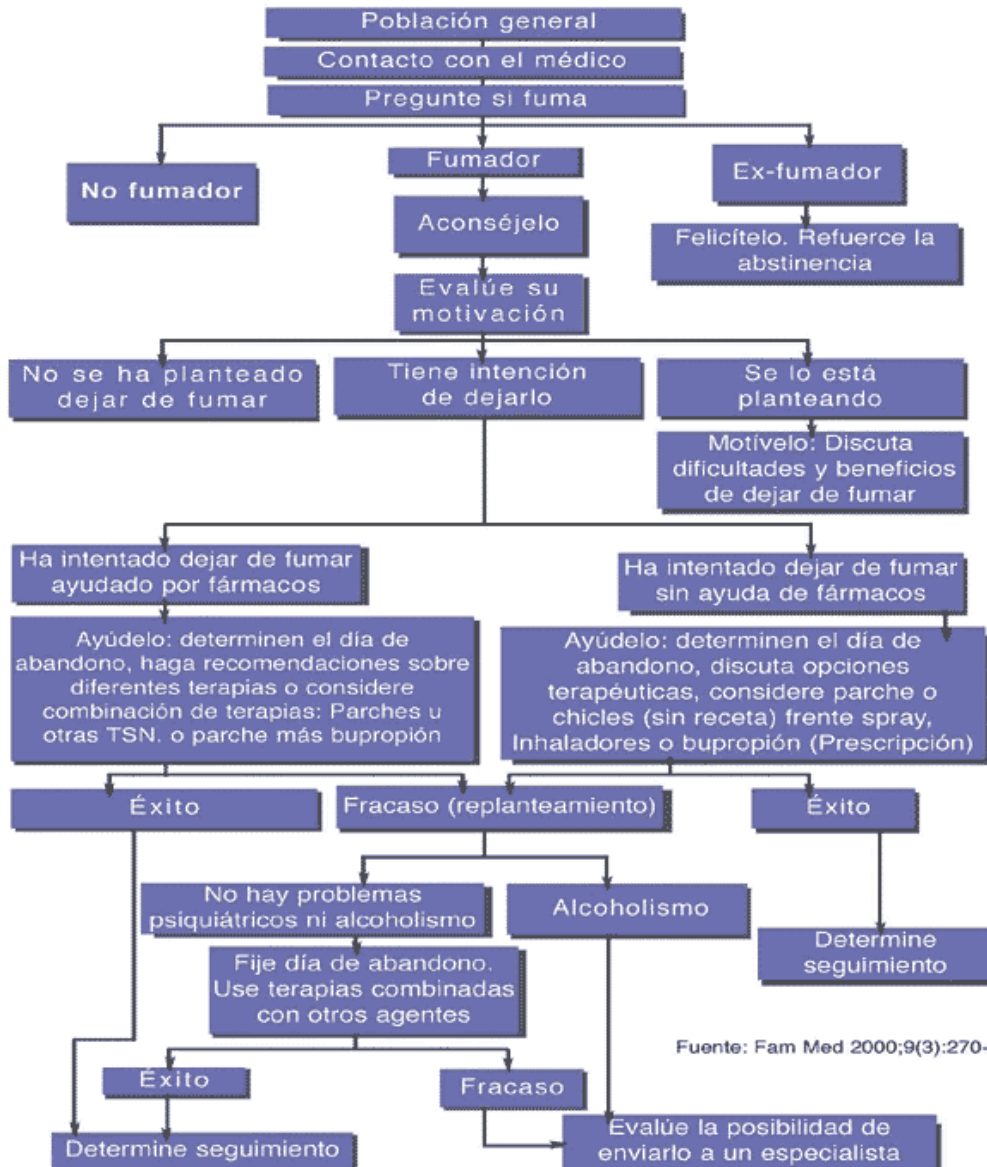 Población general
Contacto con el médico
Pregunte si fuma
No fumador
Fumador
Ex-fumador
Aconséjelo
Felicítelo. Refuerce la
abstinencia
Evalúe su
motivación
No se ha planteado
dejar de fumar
Tiene intención
de dejarlo
Se lo está
planteando
Motívelo: Discuta
dificultades y beneficios
de dejar de fumar
Ha intentado dejar de fumar
ayudado por fármacos
Ha intentado dejar de fumar
sin ayuda de fármacos
Ayúdelo: determinen el día de
abandono, haga recomendaciones sobre
diferentes terapias o considere
combinación de terapias: Parches u
otras TSN. o parche más bupropión
Ayúdelo: determinen el día de
abandono, discuta opciones
terapéuticas, considere parche o
chicles (sin receta) frente spray,
Inhaladores o bupropión (Prescripción)
Éxito
Fracaso (replanteamiento)
Éxito
No hay problemas
psiquiátricos ni alcoholismo
Alcoholismo
Determine
seguimiento
Fije día de abandono.
Use terapias combinadas
con otros agentes
Fuente: Fam Med 2000;9(3):270-
Éxito
Fracaso
Determine seguimiento
Evalúe la posibilidad de
enviarlo a un especialista